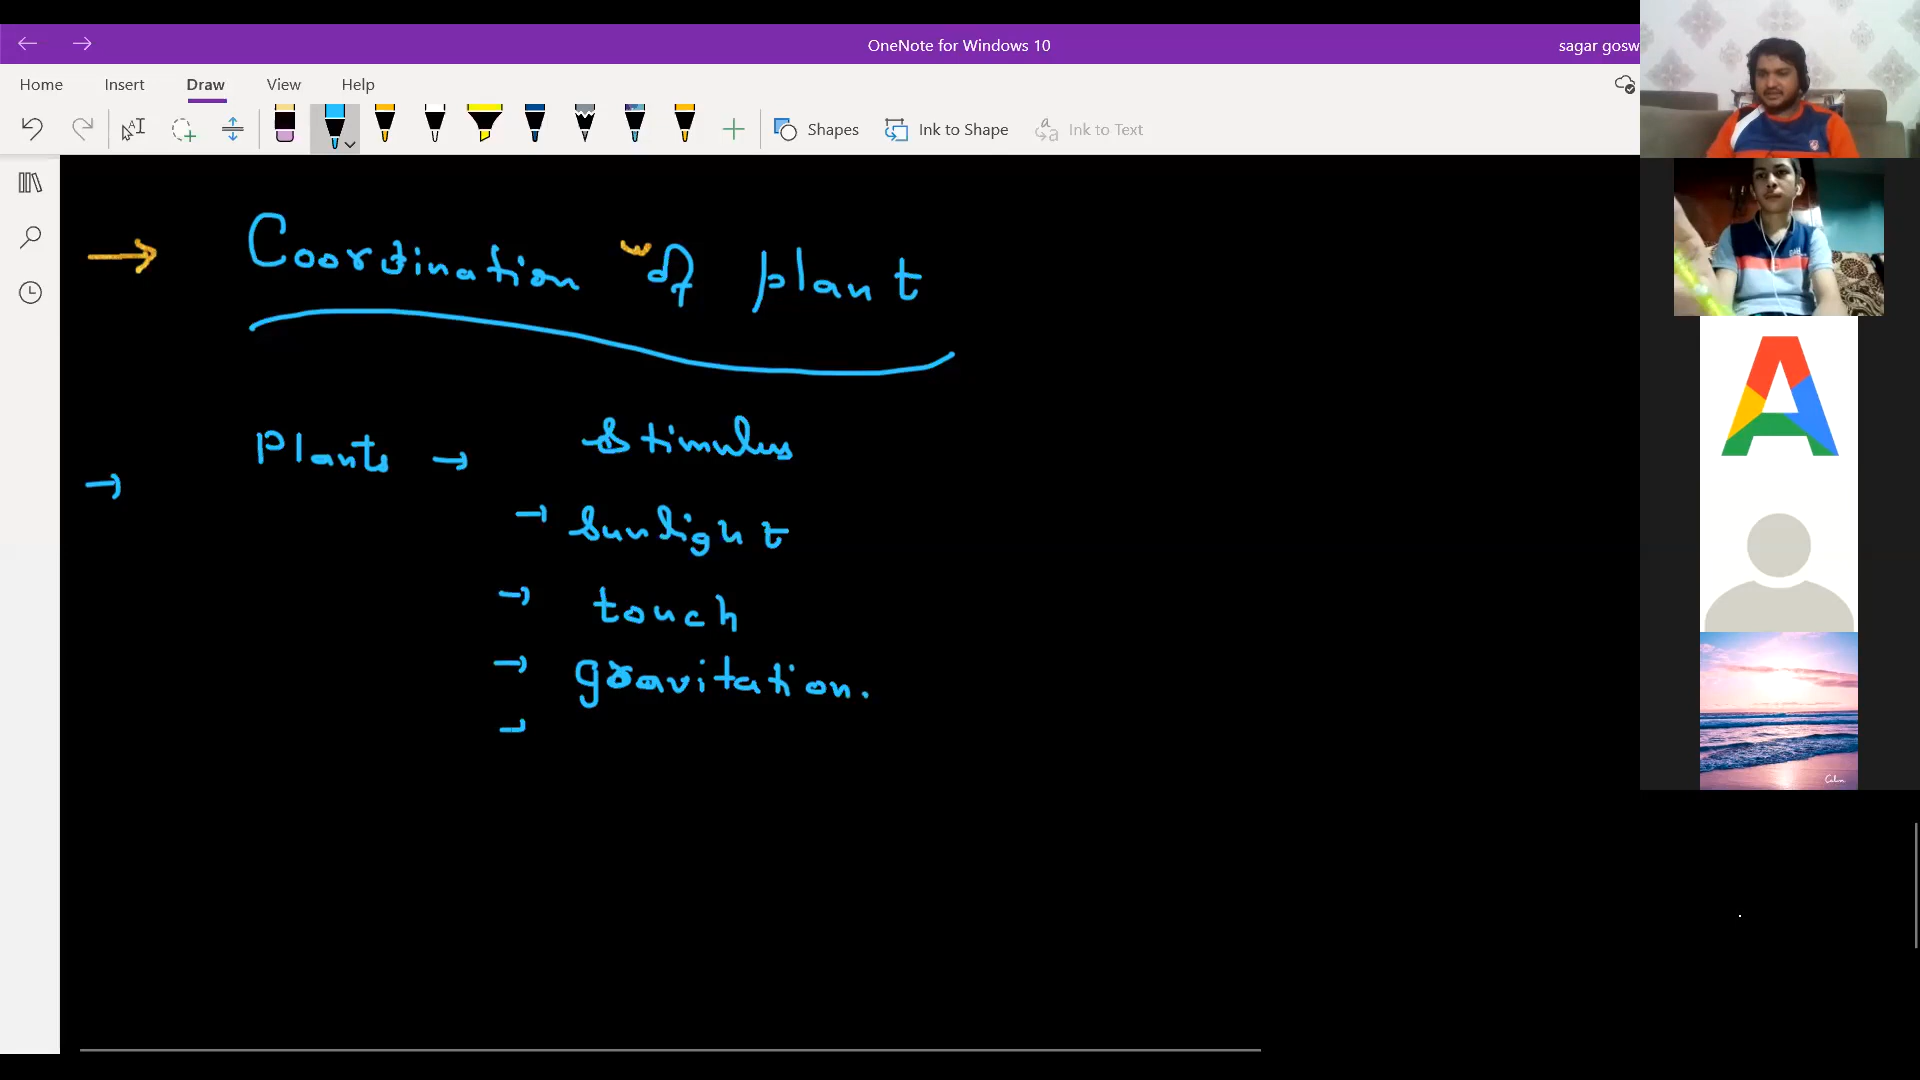 OneNote for Windows 10
sagar gosw
Home Insert Draw View Help
Shapes Ink to Shape Ink to Text
→ Coordination of plant
Plants → Stimulus
→
→ Sunlight
→ touch
→ gravitation.
→
A
Calm